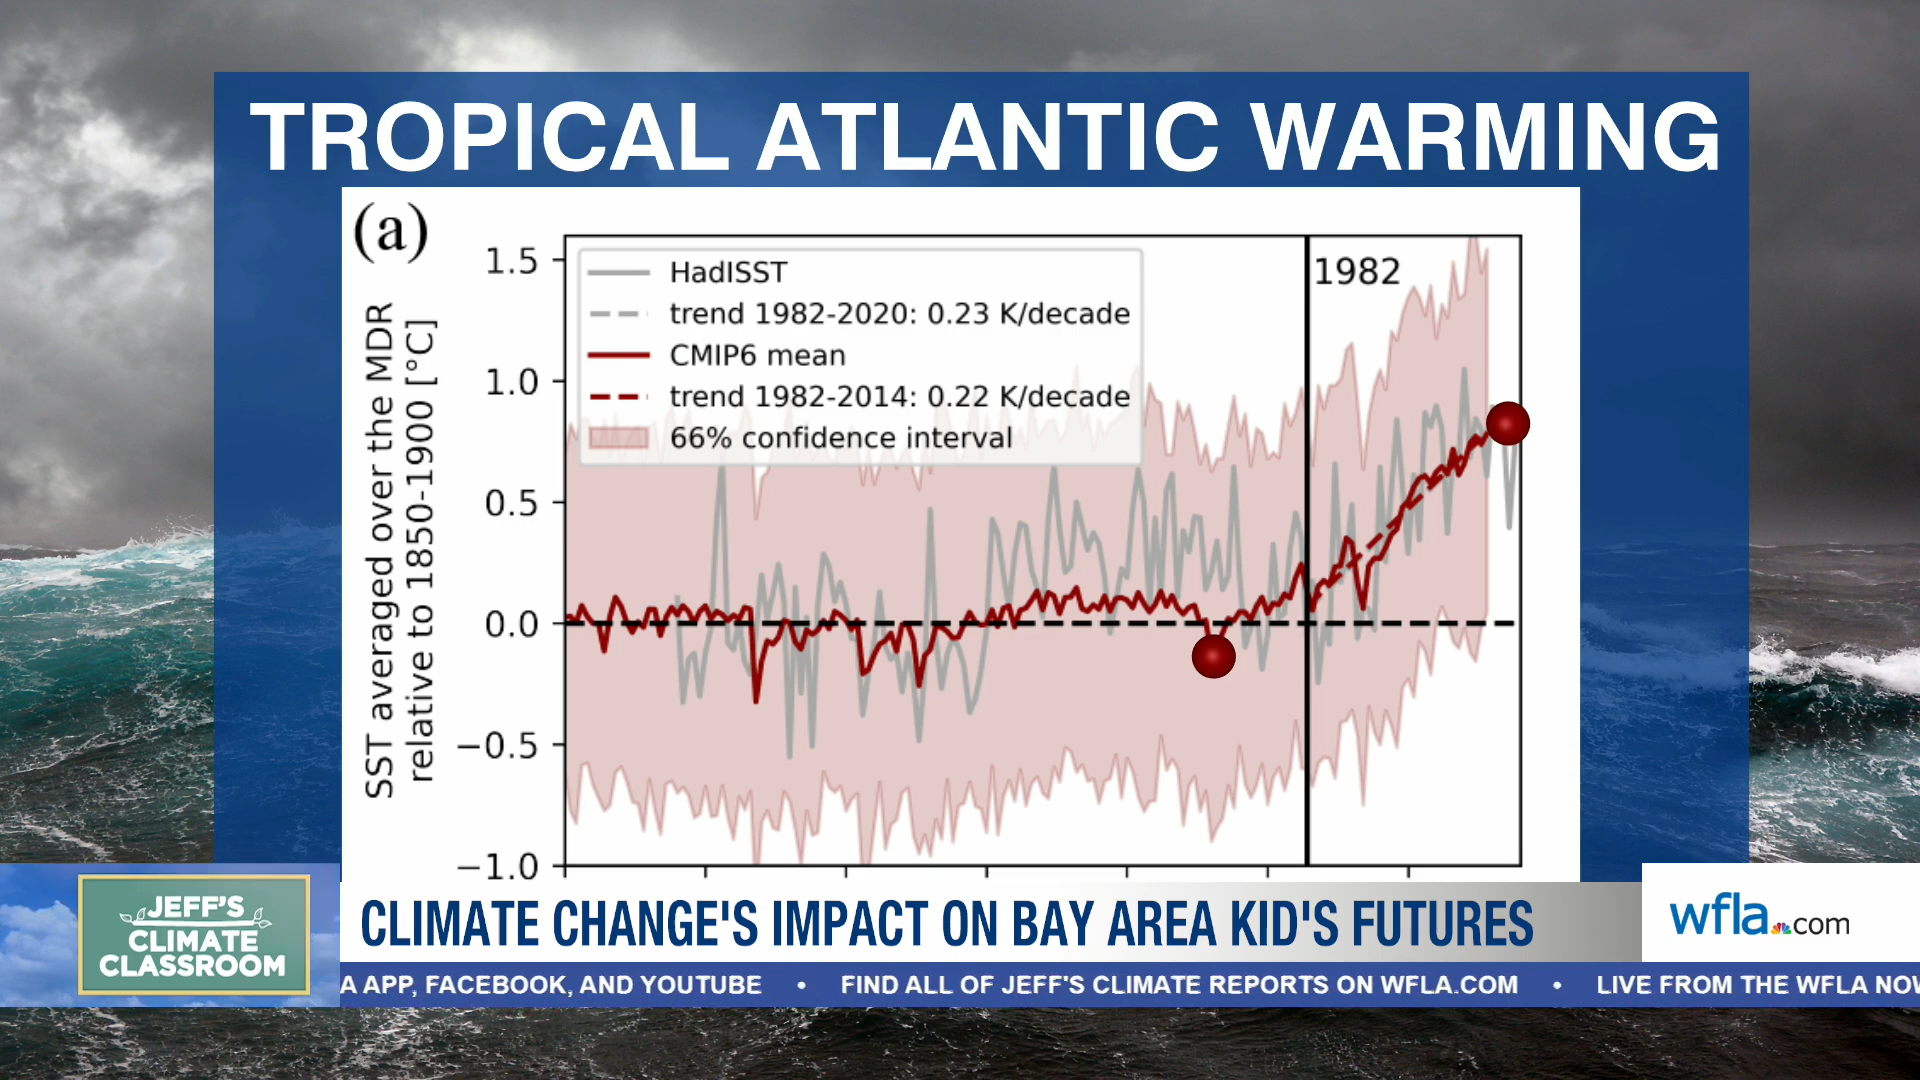 TROPICAL ATLANTIC WARMING
(a)
SST averaged over the MDR
relative to 1850-1900 [°C]
1.5
1.0
0.5
0.0
−0.5
−1.0
HadISST
trend 1982-2020: 0.23 K/decade
CMIP6 mean
trend 1982-2014: 0.22 K/decade
66% confidence interval
1982
JEFF'S
CLIMATE
CLASSROOM
CLIMATE CHANGE'S IMPACT ON BAY AREA KID'S FUTURES
wfla.com
A APP, FACEBOOK, AND YOUTUBE • FIND ALL OF JEFF'S CLIMATE REPORTS ON WFLA.COM • LIVE FROM THE WFLA NOW